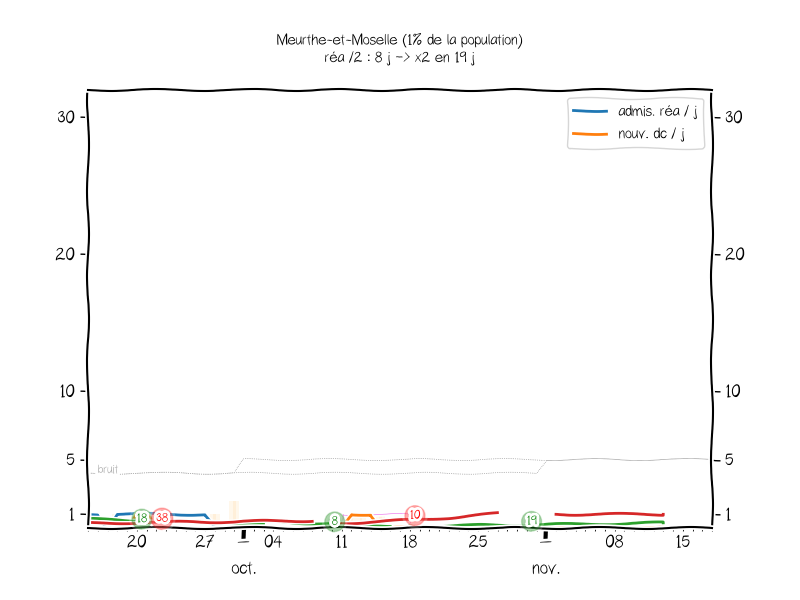 Meurthe-et-Moselle (1% de la population)
réa /2 : 8 j -> x2 en 19 j
admis. réa / j
nouv. dc / j
30 30
20 20
10 10
5 5
bruit
1 1
18 38 8 10 19
20 27 04 11 18 25 08 15
oct. nov.